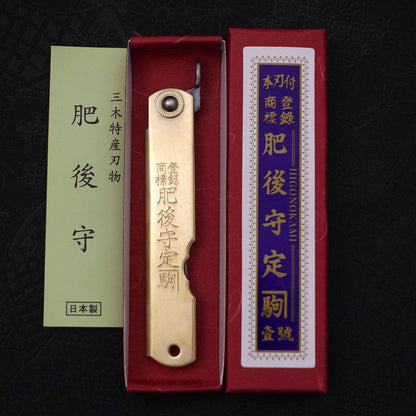 三木特産刃物
肥後守
日本製
登録
商標
肥後守定
駒
本刃付
登録
商標
肥後守定
HIGONOKAMI
駒
壹號